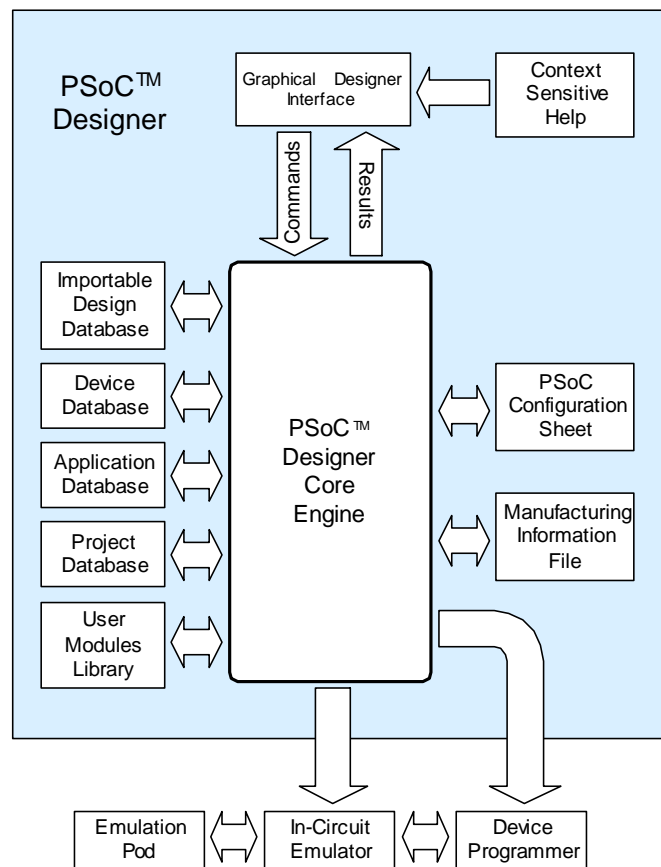 PSoC™
Designer
Graphical Designer
Interface
Context
Sensitive
Help
Commands
Results
Importable
Design
Database
Device
Database
Application
Database
Project
Database
User
Modules
Library
PSoC™
Designer
Core
Engine
PSoC
Configuration
Sheet
Manufacturing
Information
File
Emulation
Pod
In-Circuit
Emulator
Device
Programmer